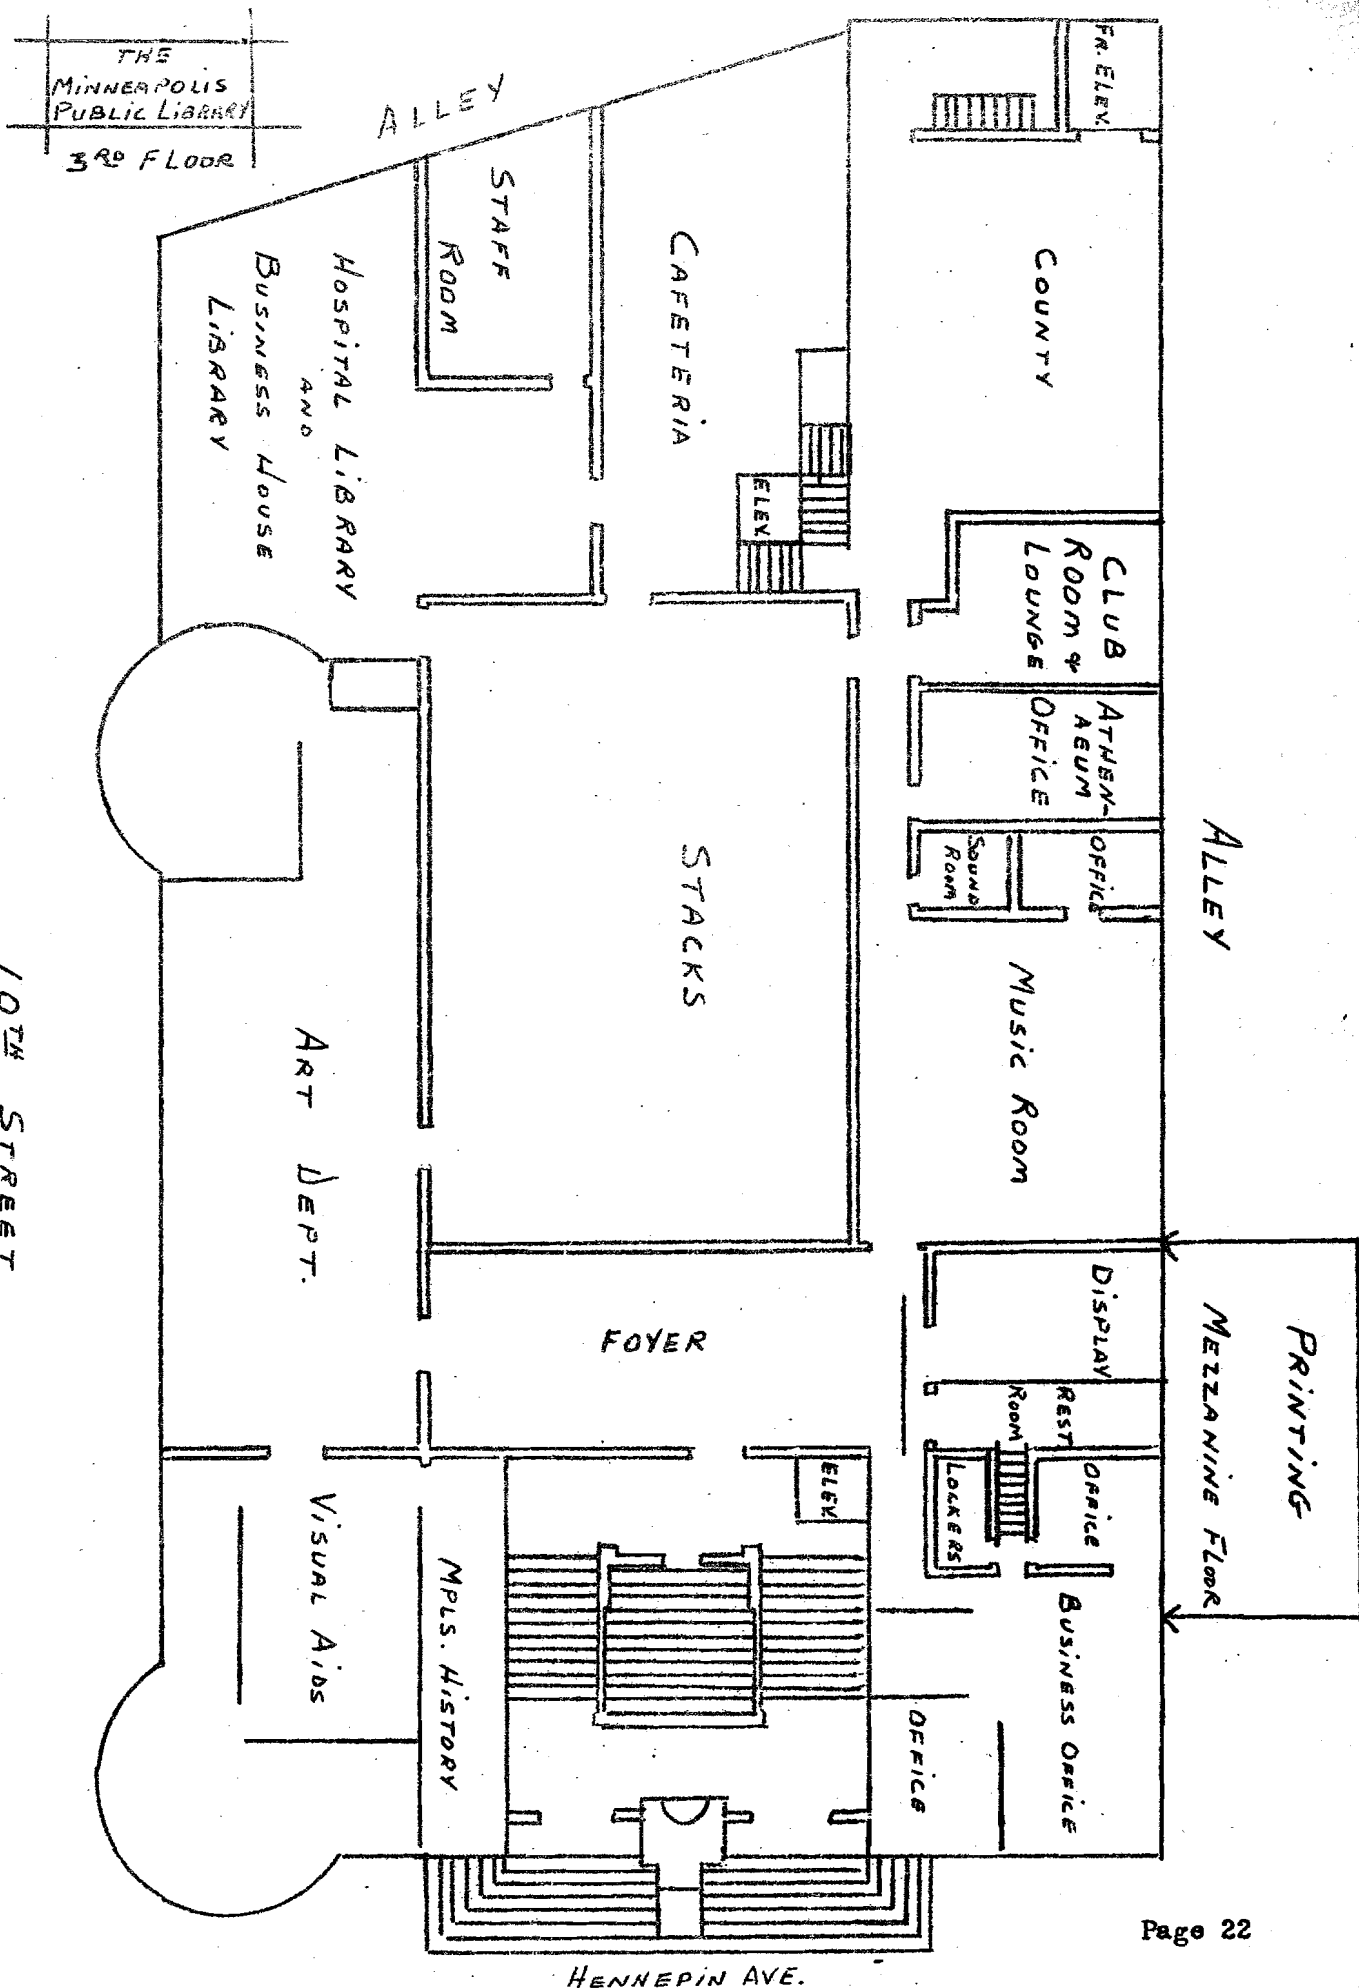 THE
MINNEAPOLIS
PUBLIC LIBRARY
3RD FLOOR
ALLEY
FR. ELEV.
STAFF
ROOM
CAFETERIA
COUNTY
HOSPITAL LIBRARY
AND
BUSINESS HOUSE
LIBRARY
ELEV.
CLUB
ROOM &
LOUNGE
ATHEN-
AEUM
OFFICE
OFFICE
SOUND
ROOM
ALLEY
STACKS
MUSIC ROOM
10TH STREET
ART DEPT.
FOYER
DISPLAY
REST
ROOM
PRINTING
MEZZANINE FLOOR
ELEV.
LOCKERS
OFFICE
VISUAL AIDS
MPLS. HISTORY
BUSINESS OFFICE
OFFICE
Page 22
HENNEPIN AVE.